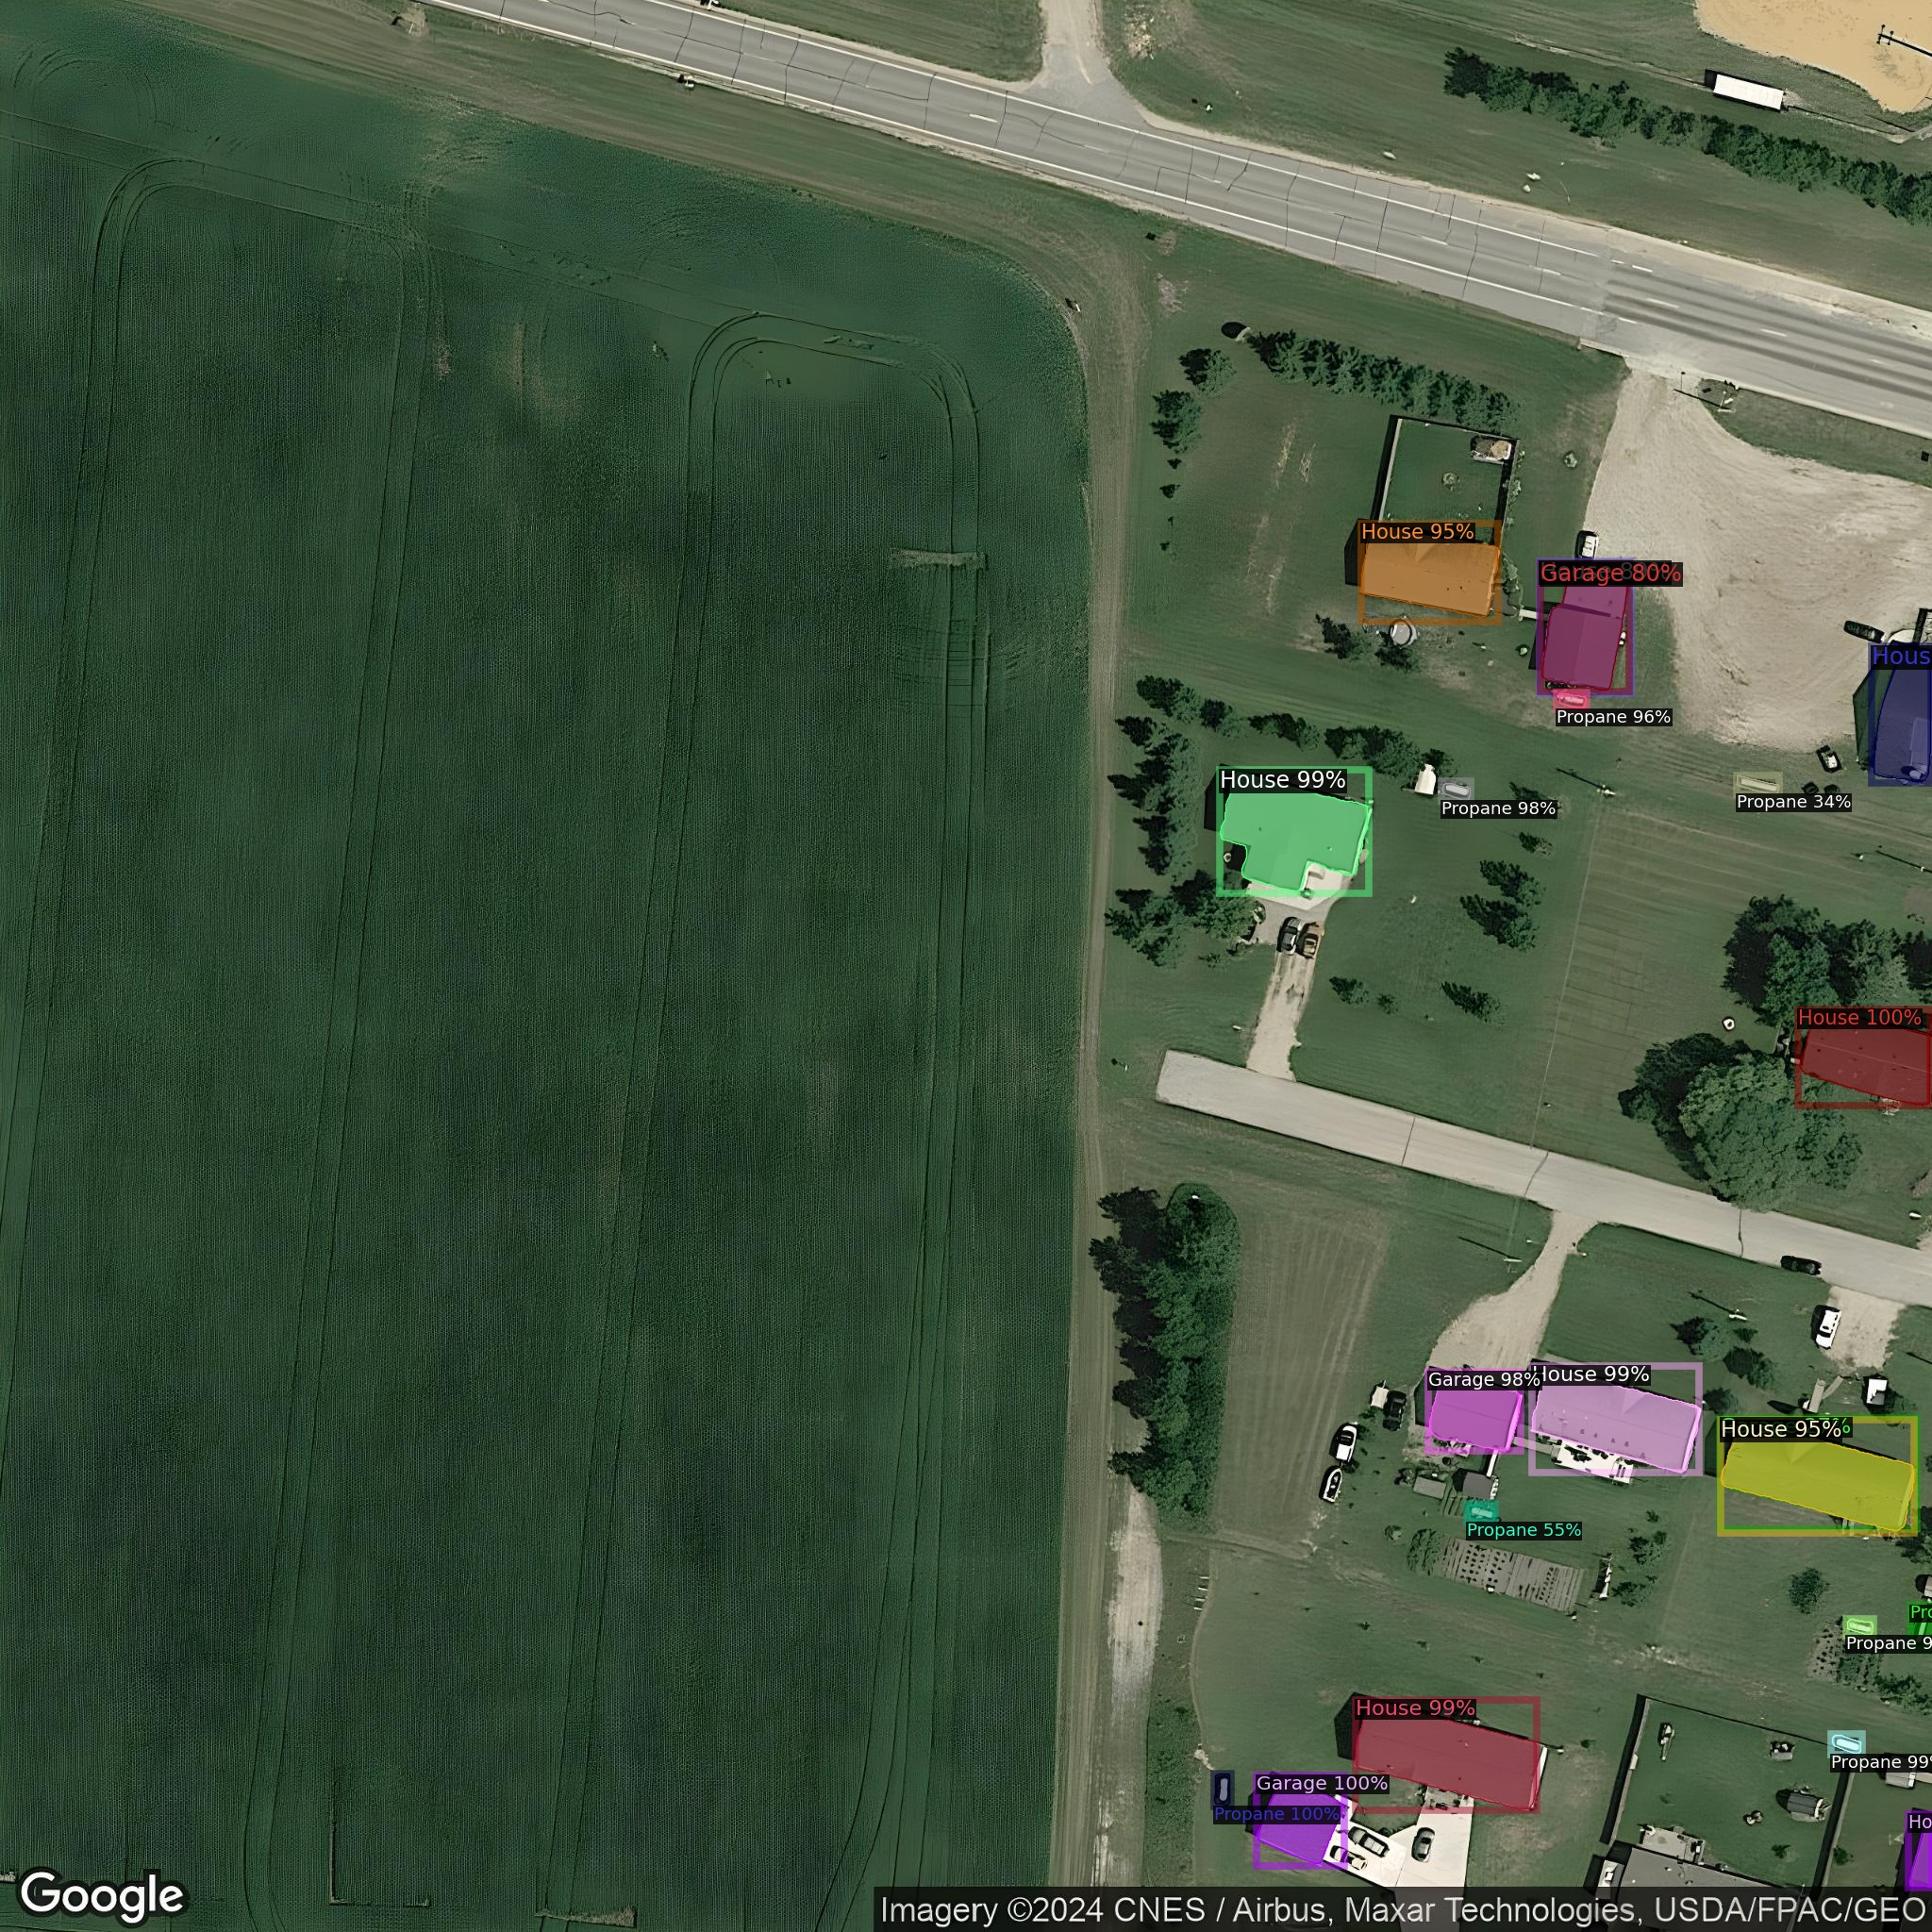 House 95%
Garage 80%
Hous
Propane 96%
House 99%
Propane 98%
Propane 34%
House 100%
Garage 98%
House 99%
House 95%
Propane 55%
Pro
Propane 9
House 99%
Propane 99%
Garage 100%
Propane 100%
Ho
Google
Imagery ©2024 CNES / Airbus, Maxar Technologies, USDA/FPAC/GEO